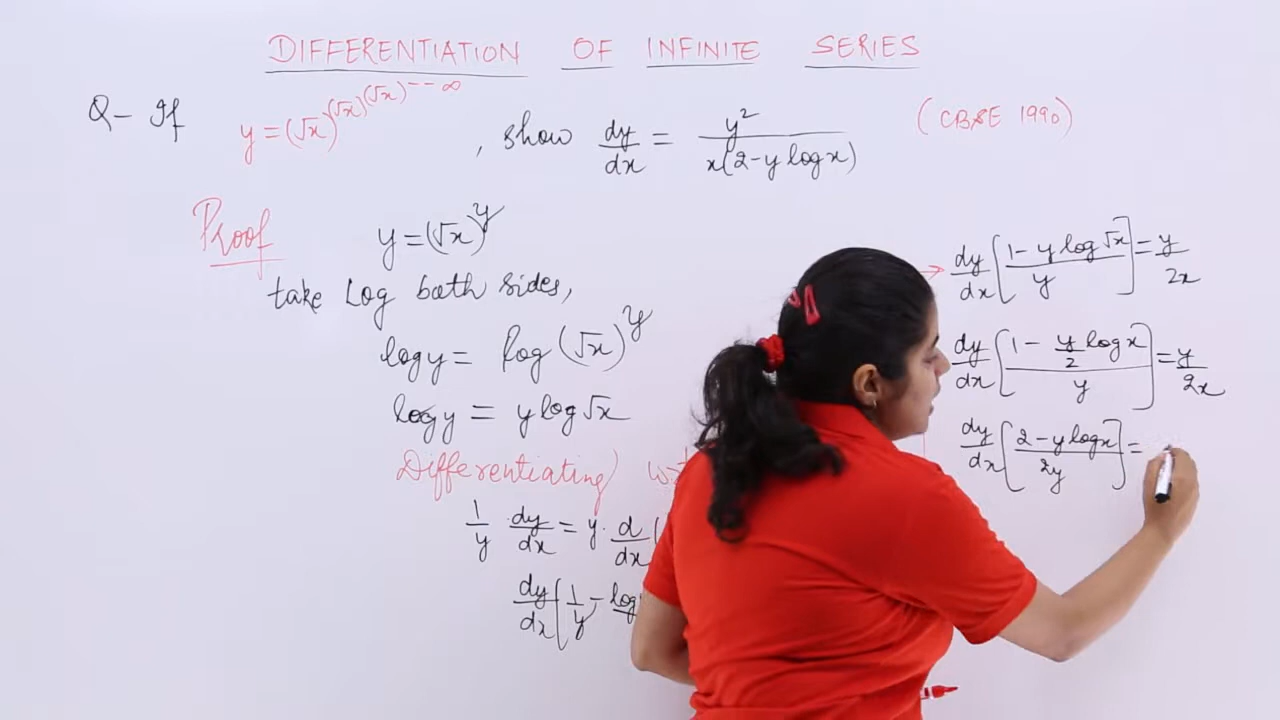 DIFFERENTIATION OF INFINITE SERIES
Q- If y = (√x)^(√x)^(√x)^--∞ , show dy/dx = y²/x(2-y logx) (CBSE 1990)
Proof
y = (√x)^y
take Log both sides,
log y = log (√x)^y
log y = y log √x
Differentiating
1/y · dy/dx = y · d/dx (
dy/dx [ 1/y - log
dy/dx [ 1 - y log √x / y ] = y/2x
dy/dx [ 1 - y/2 log x / y ] = y/2x
dy/dx [ 2 - y log x / 2y ] =